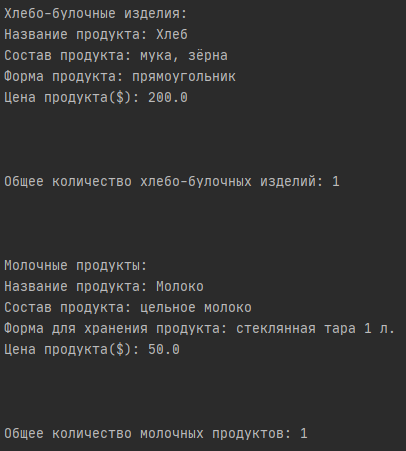 Хлебо-булочные изделия:
Название продукта: Хлеб
Состав продукта: мука, зёрна
Форма продукта: прямоугольник
Цена продукта($): 200.0
Общее количество хлебо-булочных изделий: 1
Молочные продукты:
Название продукта: Молоко
Состав продукта: цельное молоко
Форма для хранения продукта: стеклянная тара 1 л.
Цена продукта($): 50.0
Общее количество молочных продуктов: 1